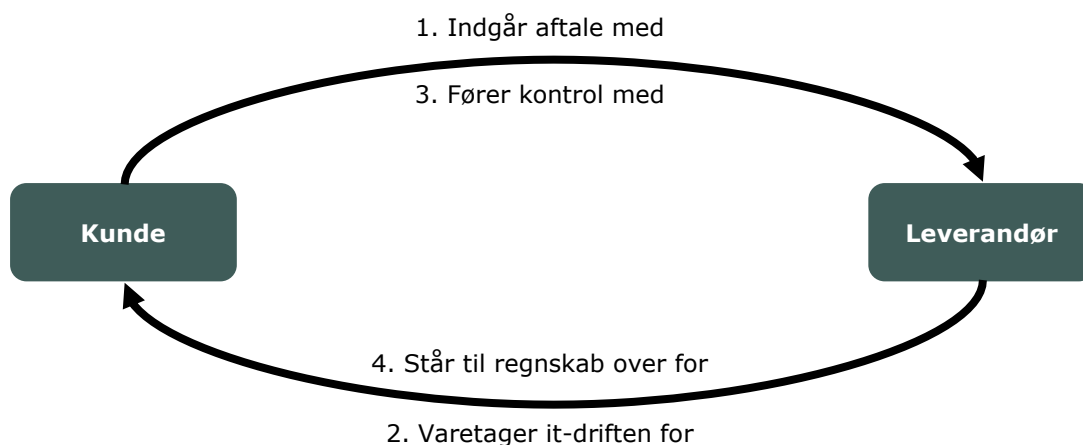 1. Indgår aftale med
3. Fører kontrol med
Kunde
Leverandør
4. Står til regnskab over for
2. Varetager it-driften for